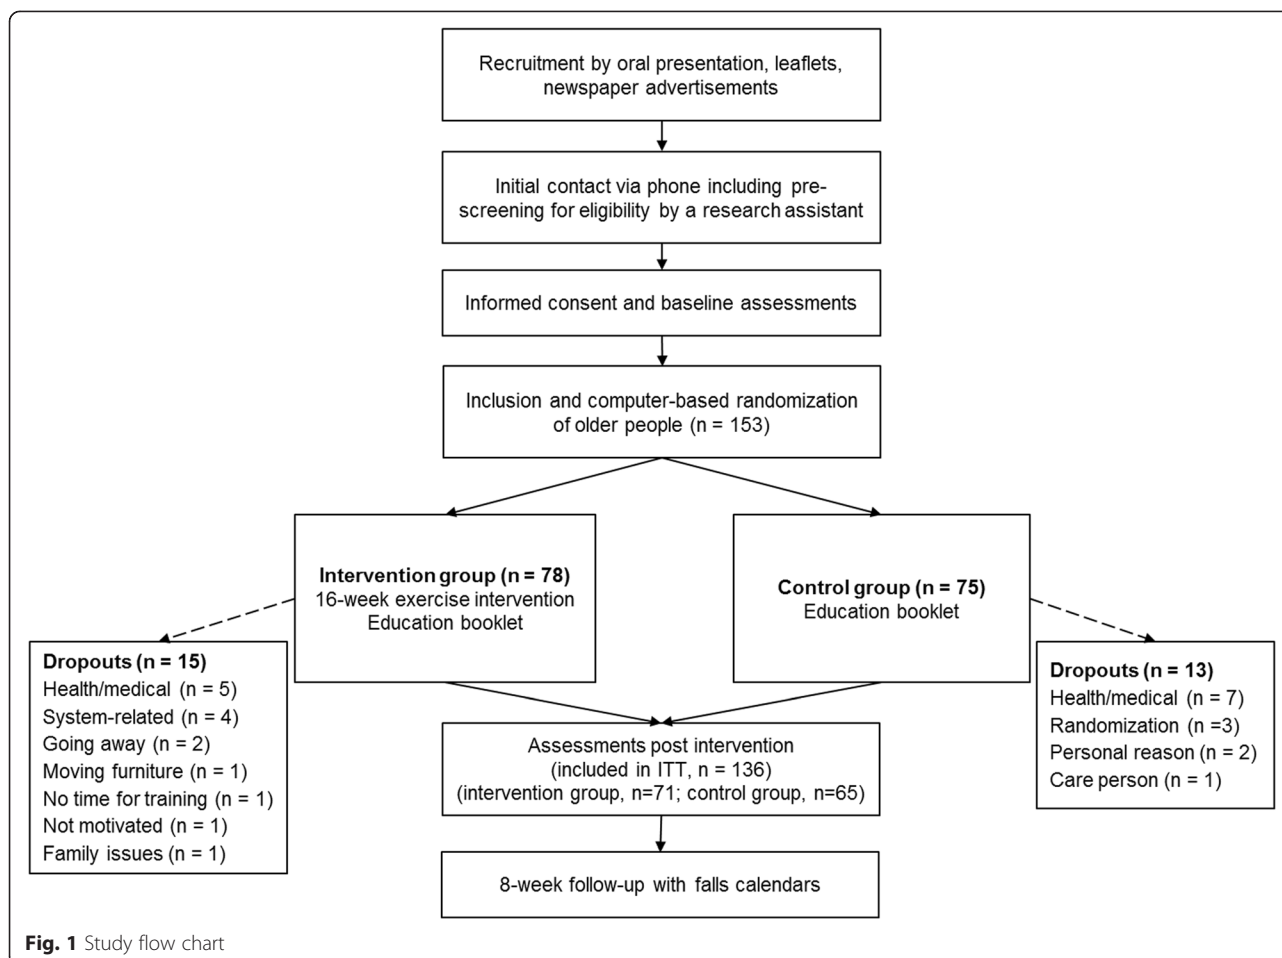 Recruitment by oral presentation, leaflets,
newspaper advertisements
Initial contact via phone including pre-
screening for eligibility by a research assistant
Informed consent and baseline assessments
Inclusion and computer-based randomization
of older people (n = 153)
Intervention group (n = 78)
16-week exercise intervention
Education booklet
Control group (n = 75)
Education booklet
Dropouts (n = 15)
Health/medical (n = 5)
System-related (n = 4)
Going away (n = 2)
Moving furniture (n = 1)
No time for training (n = 1)
Not motivated (n = 1)
Family issues (n = 1)
Dropouts (n = 13)
Health/medical (n = 7)
Randomization (n =3)
Personal reason (n = 2)
Care person (n = 1)
Assessments post intervention
(included in ITT, n = 136)
(intervention group, n=71; control group, n=65)
8-week follow-up with falls calendars
Fig. 1 Study flow chart